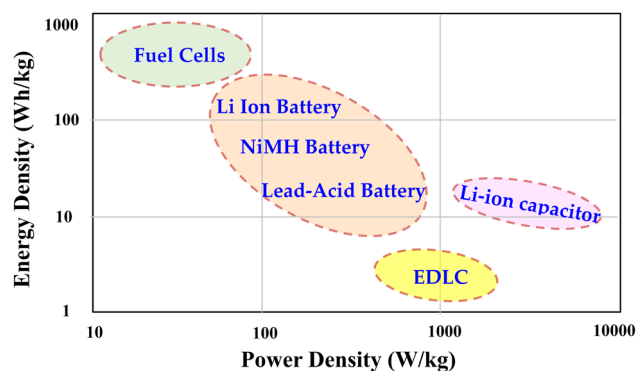 1000
Fuel Cells
Li Ion Battery
100
NiMH Battery
Lead-Acid Battery
Li-ion capacitor
10
EDLC
1
10
100
1000
10000
Energy Density (Wh/kg)
Power Density (W/kg)